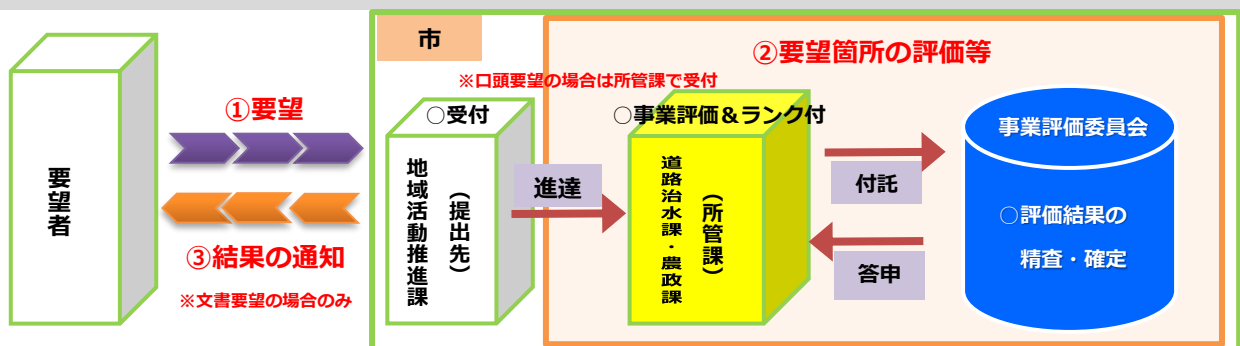 市
②要望箇所の評価等
※口頭要望の場合は所管課で受付
①要望
○受付
○事業評価＆ランク付
事業評価委員会
要望者
地域活動推進課
（提出先）
進達
道路治水課・農政課
（所管課）
付託
○評価結果の
精査・確定
③結果の通知
答申
※文書要望の場合のみ